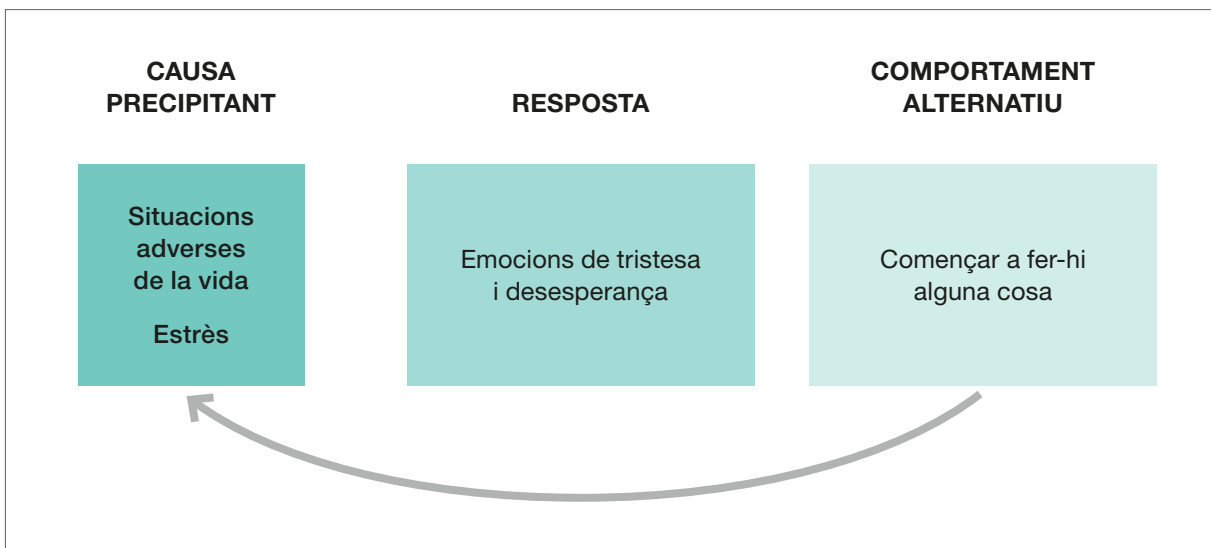 CAUSA
PRECIPITANT
RESPOSTA
COMPORTAMENT
ALTERNATIU
Situacions
adverses
de la vida
Estrès
Emocions de tristesa
i desesperança
Començar a fer-hi
alguna cosa